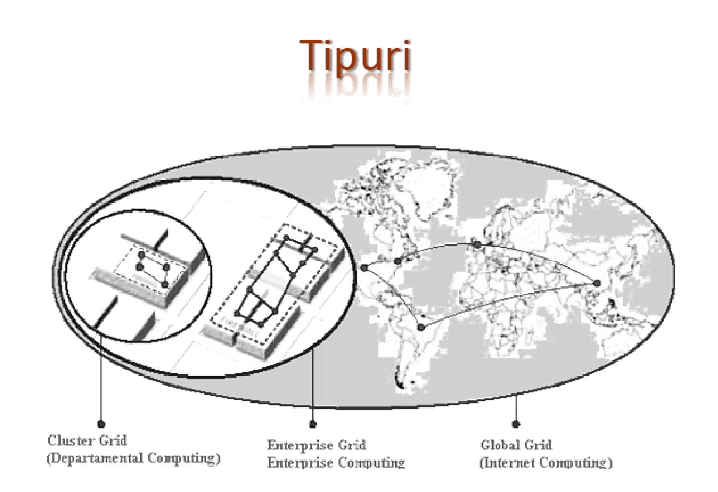 Tipuri
Cluster Grid
(Departamental Computing)
Enterprise Grid
Enterprise Computing
Global Grid
(Internet Computing)